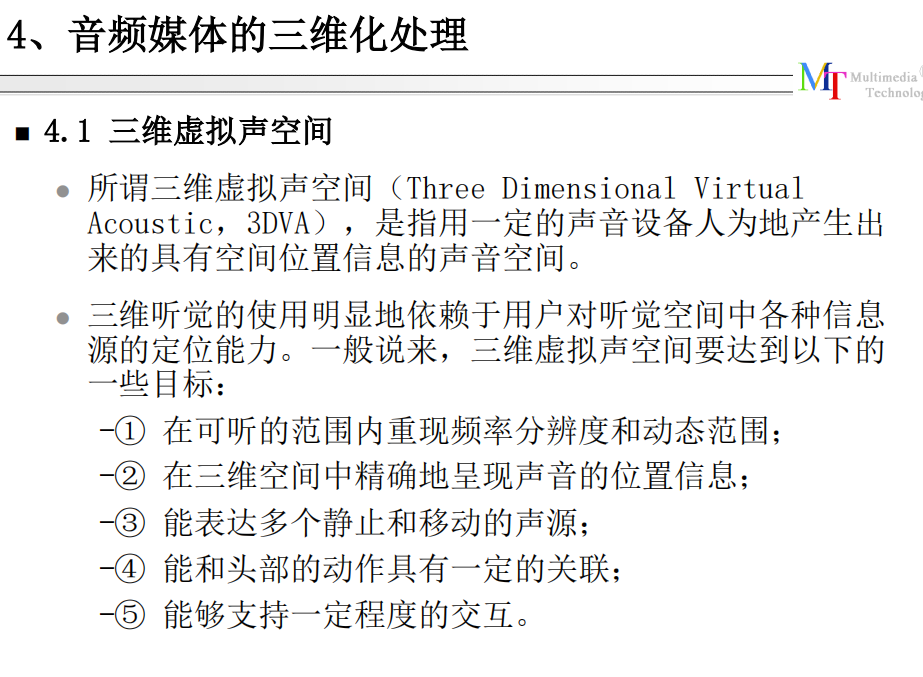 4、音频媒体的三维化处理
MT Multimedia
Technolog
■ 4.1 三维虚拟声空间
● 所谓三维虚拟声空间（Three Dimensional Virtual
Acoustic，3DVA），是指用一定的声音设备人为地产生出
来的具有空间位置信息的声音空间。
● 三维听觉的使用明显地依赖于用户对听觉空间中各种信息
源的定位能力。一般说来，三维虚拟声空间要达到以下的
一些目标：
-① 在可听的范围内重现频率分辨度和动态范围；
-② 在三维空间中精确地呈现声音的位置信息；
-③ 能表达多个静止和移动的声源；
-④ 能和头部的动作具有一定的关联；
-⑤ 能够支持一定程度的交互。